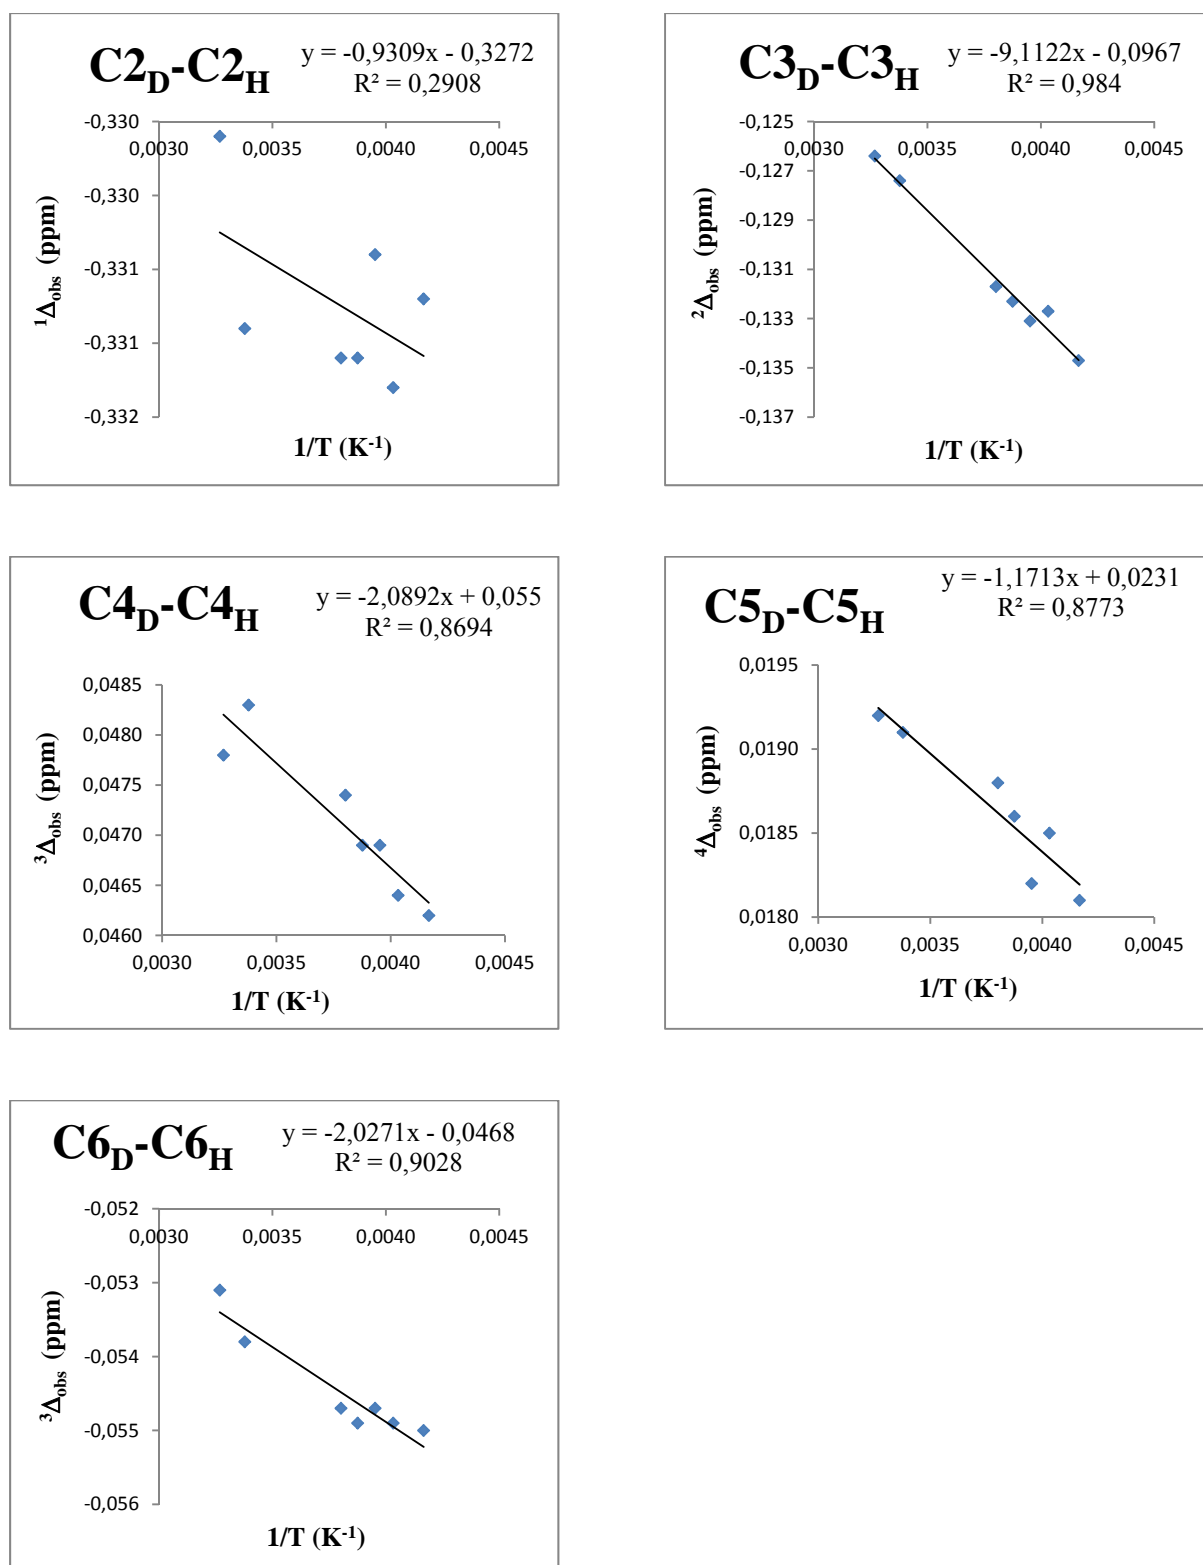 C2D-C2H
y = -0,9309x - 0,3272
R² = 0,2908
-0,330
0,0030 0,0035 0,0040 0,0045
-0,330
-0,331
-0,331
-0,332
¹Δobs (ppm)
1/T (K⁻¹)
C3D-C3H
y = -9,1122x - 0,0967
R² = 0,984
-0,125
0,0030 0,0035 0,0040 0,0045
-0,127
-0,129
-0,131
-0,133
-0,135
-0,137
²Δobs (ppm)
1/T (K⁻¹)
C4D-C4H
y = -2,0892x + 0,055
R² = 0,8694
0,0485
0,0480
0,0475
0,0470
0,0465
0,0460
0,0030 0,0035 0,0040 0,0045
³Δobs (ppm)
1/T (K⁻¹)
C5D-C5H
y = -1,1713x + 0,0231
R² = 0,8773
0,0195
0,0190
0,0185
0,0180
0,0030 0,0035 0,0040 0,0045
⁴Δobs (ppm)
1/T (K⁻¹)
C6D-C6H
y = -2,0271x - 0,0468
R² = 0,9028
-0,052
0,0030 0,0035 0,0040 0,0045
-0,053
-0,054
-0,055
-0,056
³Δobs (ppm)
1/T (K⁻¹)